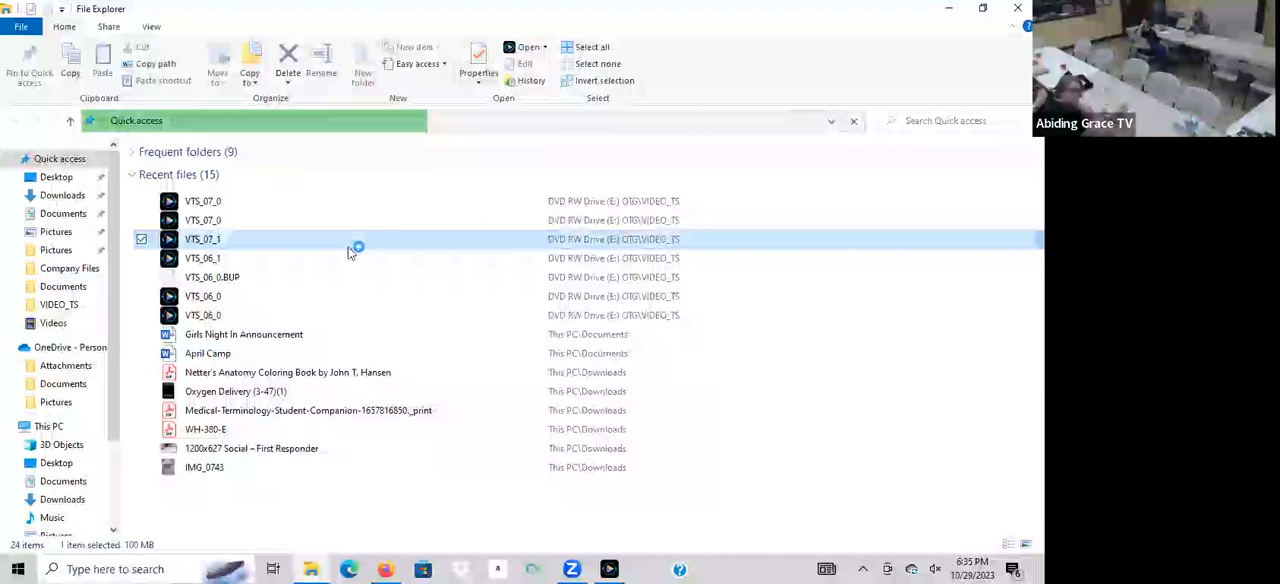 File Explorer
File Home Share View
Pin to Quick access
Copy
Paste
Cut
Copy path
Paste shortcut
Move to
Copy to
Delete
Rename
New folder
New item
Easy access
Properties
Open
Edit
History
Select all
Select none
Invert selection
Clipboard Organize New Open Select
Quick access
Search Quick access
Abiding Grace TV
Quick access
Desktop
Downloads
Documents
Pictures
Pictures
Company Files
Documents
VIDEO_TS
Videos
OneDrive - Person
Attachments
Documents
Pictures
This PC
3D Objects
Desktop
Documents
Downloads
Music
Pictures
Frequent folders (9)
Recent files (15)
VTS_07_0 DVD RW Drive (E:) OTG\VIDEO_TS
VTS_07_0 DVD RW Drive (E:) OTG\VIDEO_TS
VTS_07_1 DVD RW Drive (E:) OTG\VIDEO_TS
VTS_06_1 DVD RW Drive (E:) OTG\VIDEO_TS
VTS_06_0.BUP DVD RW Drive (E:) OTG\VIDEO_TS
VTS_06_0 DVD RW Drive (E:) OTG\VIDEO_TS
VTS_06_0 DVD RW Drive (E:) OTG\VIDEO_TS
Girls Night In Announcement This PC\Documents
April Camp This PC\Documents
Netter's Anatomy Coloring Book by John T. Hansen This PC\Downloads
Oxygen Delivery (3-47)(1) This PC\Downloads
Medical-Terminology-Student-Companion-1657816850._print This PC\Downloads
WH-380-E This PC\Downloads
1200x627 Social – First Responder This PC\Downloads
IMG_0743 This PC\Downloads
24 items 1 item selected 100 MB
Type here to search
6:35 PM
10/29/2023
6